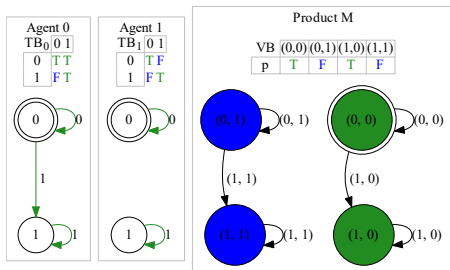 Agent 0
TB0 0 1
0 T T
1 F T
0
0
1
1
1
Agent 1
TB1 0 1
0 T F
1 F T
0
0
1
1
Product M
VB (0,0) (0,1) (1,0) (1,1)
p T F T F
(0, 1)
(0, 1)
(0, 0)
(0, 0)
(1, 1)
(1, 0)
(1, 1)
(1, 1)
(1, 0)
(1, 0)